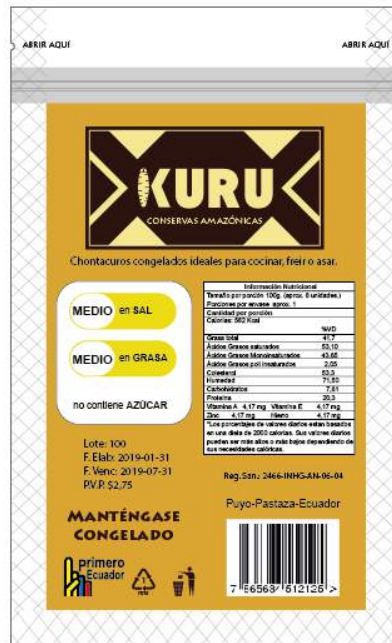 ABRIR AQUÍ ABRIR AQUÍ
KURU
CONSERVAS AMAZÓNICAS
Chontacuros congelados ideales para cocinar, freir o asar.
MEDIO en SAL
MEDIO en GRASA
no contiene AZÚCAR
Información Nutricional
Tamaño por porción 100g. (aprox. 8 unidades.)
Porciones por envase aprox. 1
Cantidad por porción
Calorías: 562 Kcal
%VD
Grasa total 41,7
Ácidos Grasos saturados 53,10
Ácidos Grasos Monoinsaturados 43,65
Ácidos Grasos pol insaturados 2,05
Colesterol 53,3
Humedad 71,53
Carbohidratos 7,81
Proteína 20,3
Vitamina A 4,17 mg Vitamina E 4,17 mg
Zinc 4,17 mg Hierro 4,17 mg
*Los porcentajes de valores diarios estan basados
en una dieta de 2000 calorías. Sus valores diarios
pueden ser más altos o más bajos dependiendo de
sus necesidades calóricas.
Lote: 100
F. Elab: 2019-01-31
F. Venc: 2019-07-31
P.V.P. $2,75
Reg.San.: 2466-INHG-AN-06-04
Puyo-Pastaza-Ecuador
MANTÉNGASE
CONGELADO
primero
Ecuador
7 56568 512125 >